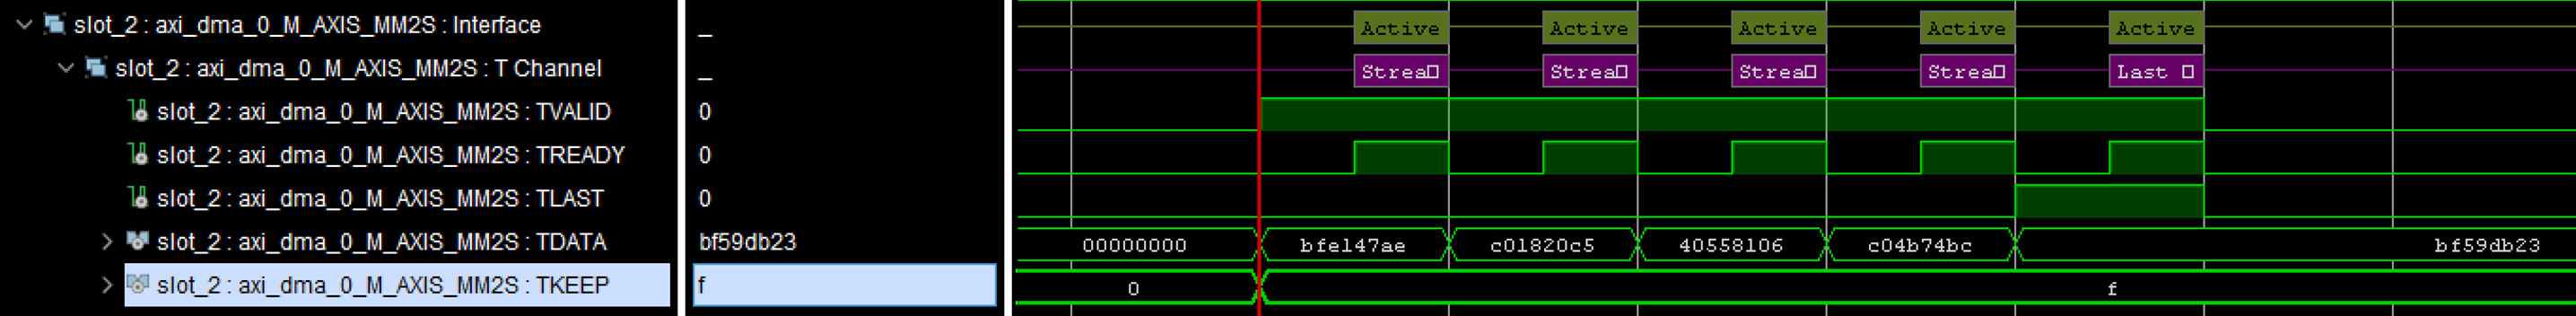 slot_2 : axi_dma_0_M_AXIS_MM2S : Interface _ Active Active Active Active Active
slot_2 : axi_dma_0_M_AXIS_MM2S : T Channel _ Strea□ Strea□ Strea□ Strea□ Last □
slot_2 : axi_dma_0_M_AXIS_MM2S : TVALID 0
slot_2 : axi_dma_0_M_AXIS_MM2S : TREADY 0
slot_2 : axi_dma_0_M_AXIS_MM2S : TLAST 0
slot_2 : axi_dma_0_M_AXIS_MM2S : TDATA bf59db23 00000000 bfe147ae c01820c5 40558106 c04b74bc bf59db23
slot_2 : axi_dma_0_M_AXIS_MM2S : TKEEP f 0 f